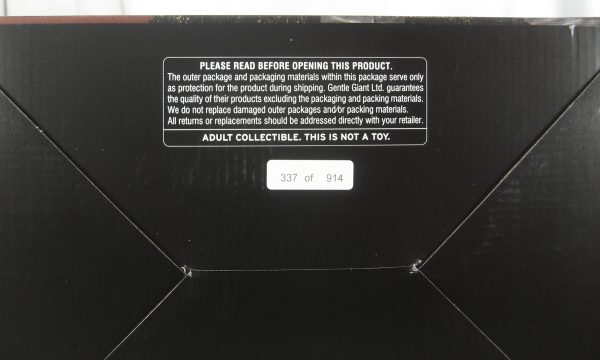 PLEASE READ BEFORE OPENING THIS PRODUCT.
The outer package and packaging materials within this package serve only
as protection for the product during shipping. Gentle Giant Ltd. guarantees
the quality of their products excluding the packaging and packing materials.
We do not replace damaged outer packages and/or packing materials.
All returns or replacements should be addressed directly with your retailer.
ADULT COLLECTIBLE. THIS IS NOT A TOY.
337 of 914